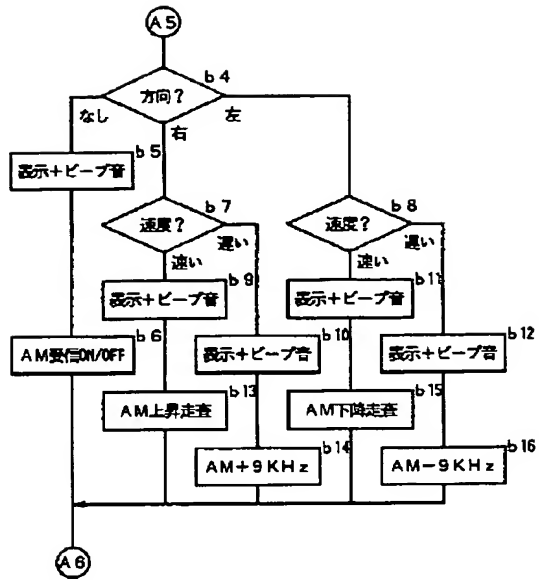 A5
b4
方向?
なし
右
左
b5
表示+ビープ音
b7
速度?
遅い
速い
b8
速度?
遅い
速い
b9
表示+ビープ音
b11
表示+ビープ音
b6
AM受信ON/OFF
b10
表示+ビープ音
b12
表示+ビープ音
b13
AM上昇走査
b15
AM下降走査
b14
AM+9KHz
b16
AM-9KHz
A6